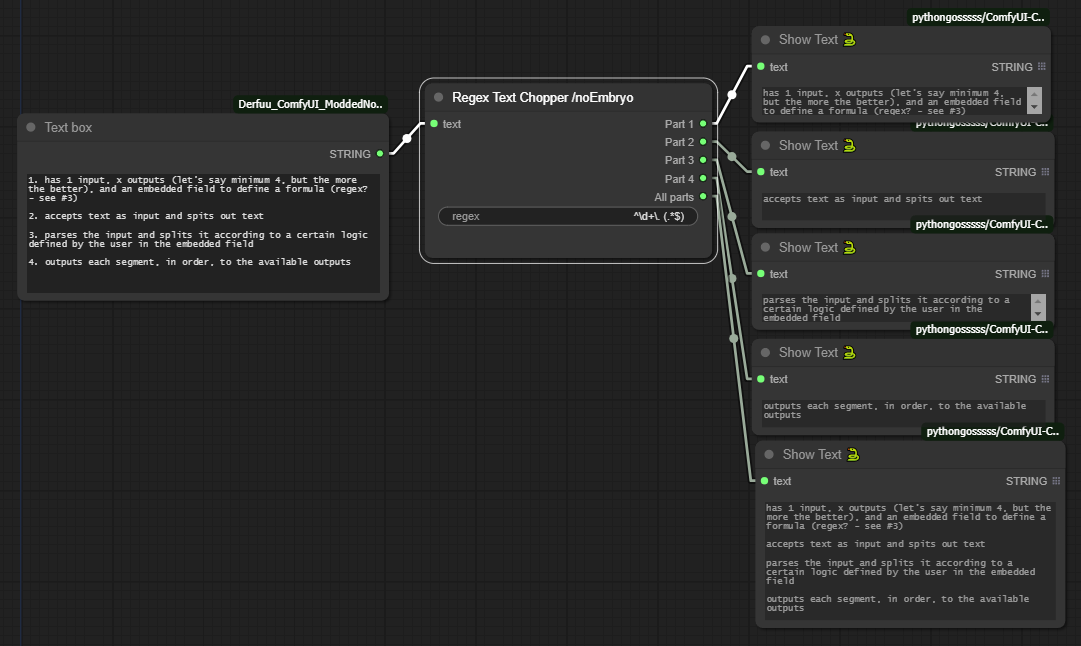 Derfuu_ComfyUI_ModdedNo..
Text box
STRING
1. has 1 input, x outputs (let's say minimum 4, but the more
the better), and an embedded field to define a formula (regex?
- see #3)
2. accepts text as input and spits out text
3. parses the input and splits it according to a certain logic
defined by the user in the embedded field
4. outputs each segment, in order, to the available outputs
Regex Text Chopper /noEmbryo
text
Part 1
Part 2
Part 3
Part 4
All parts
regex
^\d+\. (.*$)
pythongosssss/ComfyUI-C..
Show Text
text
STRING
has 1 input, x outputs (let's say minimum 4,
but the more the better), and an embedded field
to define a formula (regex? - see #3)
pythongosssss/ComfyUI-C..
Show Text
text
STRING
accepts text as input and spits out text
pythongosssss/ComfyUI-C..
Show Text
text
STRING
parses the input and splits it according to a
certain logic defined by the user in the
embedded field
pythongosssss/ComfyUI-C..
Show Text
text
STRING
outputs each segment, in order, to the available
outputs
pythongosssss/ComfyUI-C..
Show Text
text
STRING
has 1 input, x outputs (let's say minimum 4, but the
more the better), and an embedded field to define a
formula (regex? - see #3)
accepts text as input and spits out text
parses the input and splits it according to a
certain logic defined by the user in the embedded
field
outputs each segment, in order, to the available
outputs